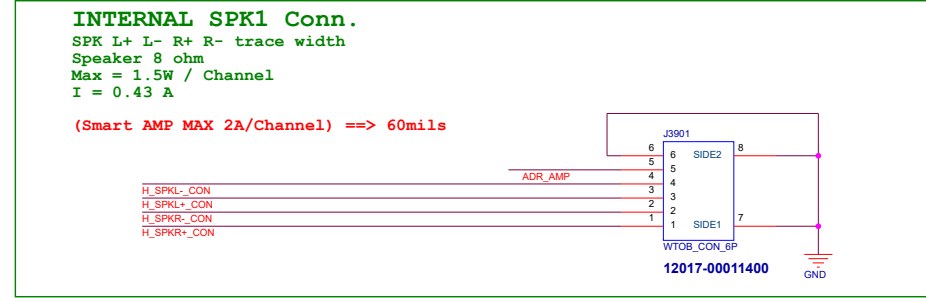 INTERNAL SPK1 Conn.
SPK L+ L- R+ R- trace width
Speaker 8 ohm
Max = 1.5W / Channel
I = 0.43 A
(Smart AMP MAX 2A/Channel) ==> 60mils
J3901
6 6 SIDE2 8
5 5
ADR_AMP 4 4
H_SPKL-_CON 3 3
H_SPKL+_CON 2 2
H_SPKR-_CON 1 1 SIDE1 7
H_SPKR+_CON
WTOB_CON_6P
12017-00011400
GND